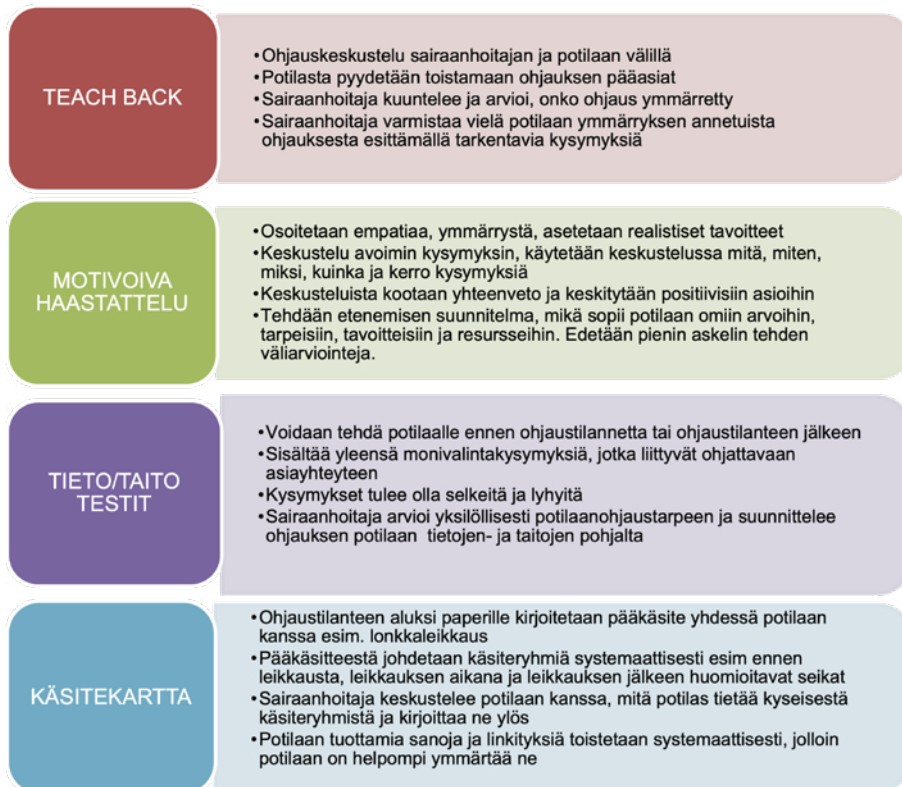 TEACH BACK
•Ohjauskeskustelu sairaanhoitajan ja potilaan välillä
•Potilasta pyydetään toistamaan ohjauksen pääasiat
•Sairaanhoitaja kuuntelee ja arvioi, onko ohjaus ymmärretty
•Sairaanhoitaja varmistaa vielä potilaan ymmärryksen annetuista
ohjauksesta esittämällä tarkentavia kysymyksiä
MOTIVOIVA
HAASTATTELU
•Osoitetaan empatiaa, ymmärrystä, asetetaan realistiset tavoitteet
•Keskustelu avoimin kysymyksin, käytetään keskustelussa mitä, miten,
miksi, kuinka ja kerro kysymyksiä
•Keskusteluista kootaan yhteenveto ja keskitytään positiivisiin asioihin
•Tehdään etenemisen suunnitelma, mikä sopii potilaan omiin arvoihin,
tarpeisiin, tavoitteisiin ja resursseihin. Edetään pienin askelin tehden
väliarviointeja.
TIETO/TAITO
TESTIT
•Voidaan tehdä potilaalle ennen ohjaustilannetta tai ohjaustilanteen jälkeen
•Sisältää yleensä monivalintakysymyksiä, jotka liittyvät ohjattavaan
asiayhteyteen
•Kysymykset tulee olla selkeitä ja lyhyitä
•Sairaanhoitaja arvioi yksilöllisesti potilaanohjaustarpeen ja suunnittelee
ohjauksen potilaan tietojen- ja taitojen pohjalta
KÄSITEKARTTA
•Ohjaustilanteen aluksi paperille kirjoitetaan pääkäsite yhdessä potilaan
kanssa esim. lonkkaleikkaus
•Pääkäsitteestä johdetaan käsiteryhmiä systemaattisesti esim ennen
leikkausta, leikkauksen aikana ja leikkauksen jälkeen huomioitavat seikat
•Sairaanhoitaja keskustelee potilaan kanssa, mitä potilas tietää kyseisestä
käsiteryhmistä ja kirjoittaa ne ylös
•Potilaan tuottamia sanoja ja linkityksiä toistetaan systemaattisesti, jolloin
potilaan on helpompi ymmärtää ne